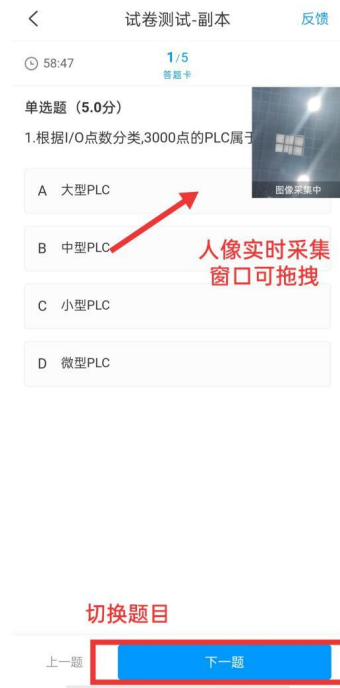 试卷测试-副本
反馈
58:47
1/5
答题卡
单选题（5.0分）
1.根据I/O点数分类,3000点的PLC属于
图像采集中
A 大型PLC
B 中型PLC
人像实时采集
窗口可拖拽
C 小型PLC
D 微型PLC
切换题目
上一题
下一题